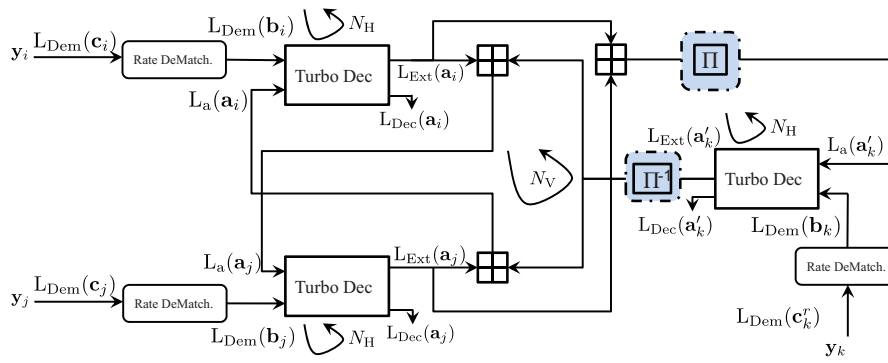 L_Dem(b_i)
N_H
y_i L_Dem(c_i)
Rate DeMatch.
Turbo Dec
L_Ext(a_i)
Π
L_a(a_i)
L_Dec(a_i)
N_H
L_Ext(a′_k)
L_a(a′_k)
N_V
Π-1
Turbo Dec
L_Dec(a′_k)
L_Dem(b_k)
L_a(a_j)
L_Ext(a_j)
Rate DeMatch.
y_j L_Dem(c_j)
Rate DeMatch.
Turbo Dec
L_Dem(b_j)
N_H
L_Dec(a_j)
L_Dem(c^r_k)
y_k